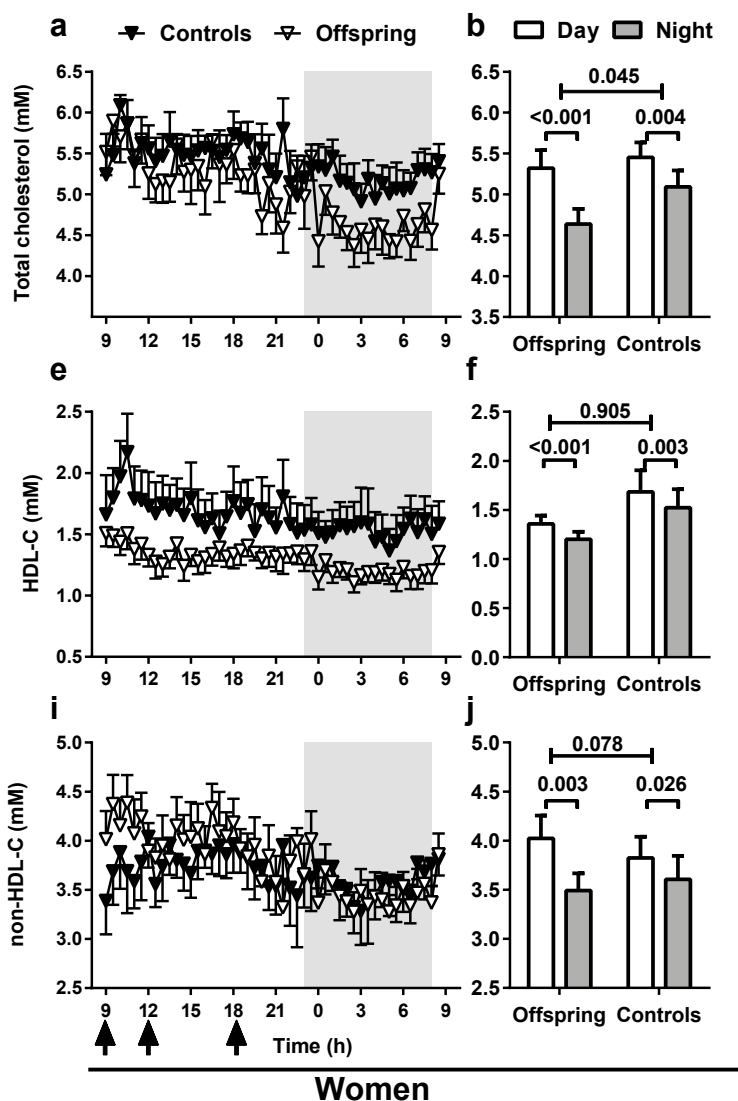 a Controls Offspring b Day Night
Total cholesterol (mM)
6.5
6.0
5.5
5.0
4.5
4.0
9 12 15 18 21 0 3 6 9
6.5
6.0
5.5
5.0
4.5
4.0
3.5
0.045
<0.001 0.004
Offspring Controls
e
HDL-C (mM)
2.5
2.0
1.5
1.0
0.5
9 12 15 18 21 0 3 6 9
f
2.5
2.0
1.5
1.0
0.5
0.0
0.905
<0.001 0.003
Offspring Controls
i
non-HDL-C (mM)
5.0
4.5
4.0
3.5
3.0
2.5
9 12 15 18 21 0 3 6 9
Time (h)
j
5.0
4.5
4.0
3.5
3.0
2.5
0.078
0.003 0.026
Offspring Controls
Women